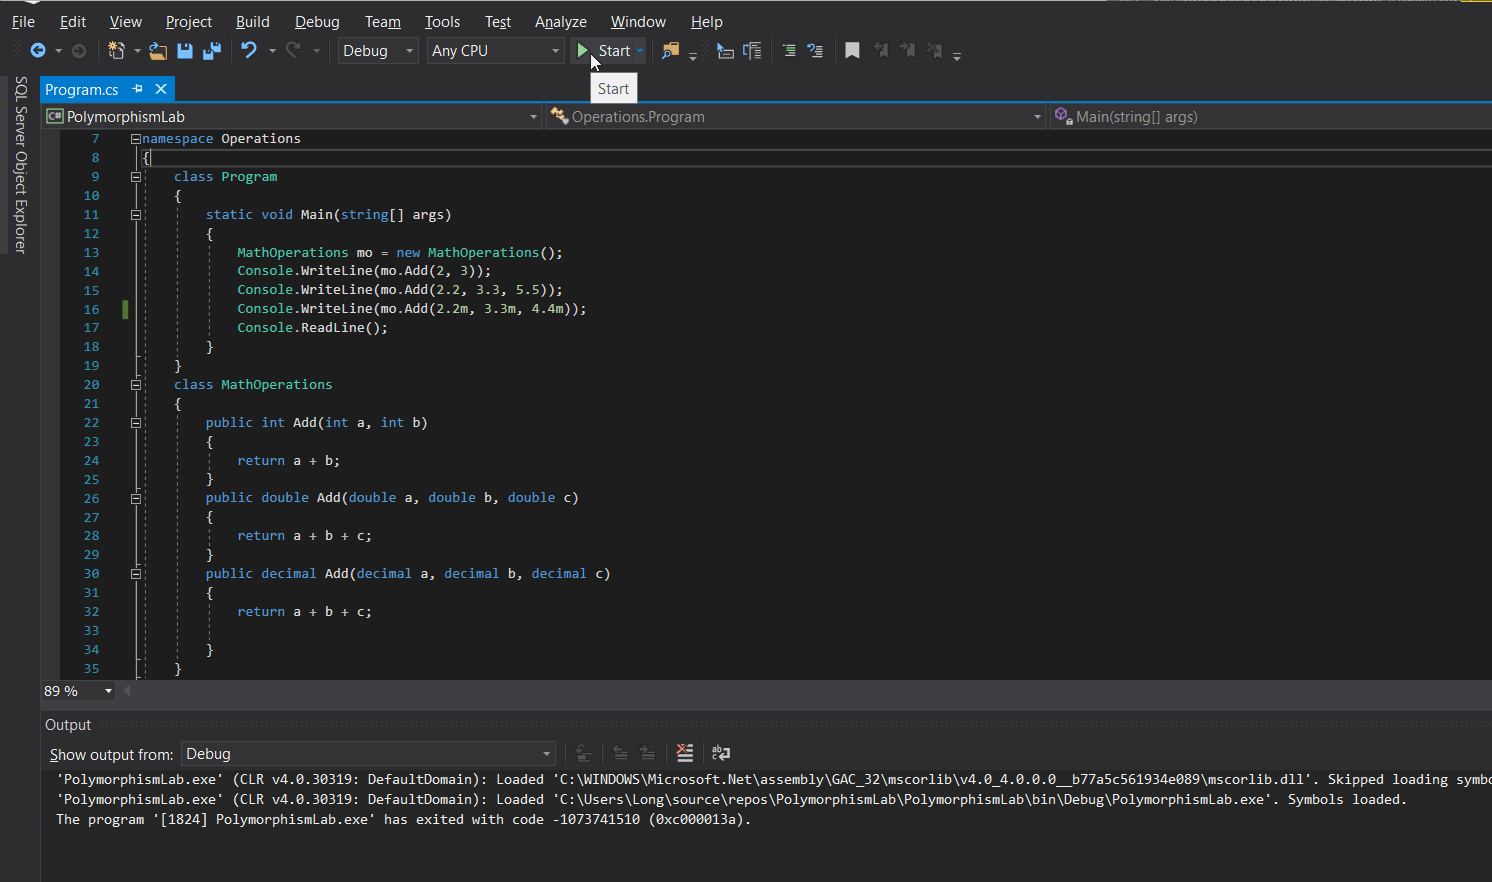 File Edit View Project Build Debug Team Tools Test Analyze Window Help
Debug Any CPU Start
Start
SQL Server Object Explorer
Program.cs
C# PolymorphismLab Operations.Program Main(string[] args)
7 namespace Operations
8 {
9 class Program
10 {
11 static void Main(string[] args)
12 {
13 MathOperations mo = new MathOperations();
14 Console.WriteLine(mo.Add(2, 3));
15 Console.WriteLine(mo.Add(2.2, 3.3, 5.5));
16 Console.WriteLine(mo.Add(2.2m, 3.3m, 4.4m));
17 Console.ReadLine();
18 }
19 }
20 class MathOperations
21 {
22 public int Add(int a, int b)
23 {
24 return a + b;
25 }
26 public double Add(double a, double b, double c)
27 {
28 return a + b + c;
29 }
30 public decimal Add(decimal a, decimal b, decimal c)
31 {
32 return a + b + c;
33
34 }
35 }
89 %
Output
Show output from: Debug
'PolymorphismLab.exe' (CLR v4.0.30319: DefaultDomain): Loaded 'C:\WINDOWS\Microsoft.Net\assembly\GAC_32\mscorlib\v4.0_4.0.0.0__b77a5c561934e089\mscorlib.dll'. Skipped loading symbo
'PolymorphismLab.exe' (CLR v4.0.30319: DefaultDomain): Loaded 'C:\Users\Long\source\repos\PolymorphismLab\PolymorphismLab\bin\Debug\PolymorphismLab.exe'. Symbols loaded.
The program '[1824] PolymorphismLab.exe' has exited with code -1073741510 (0xc000013a).